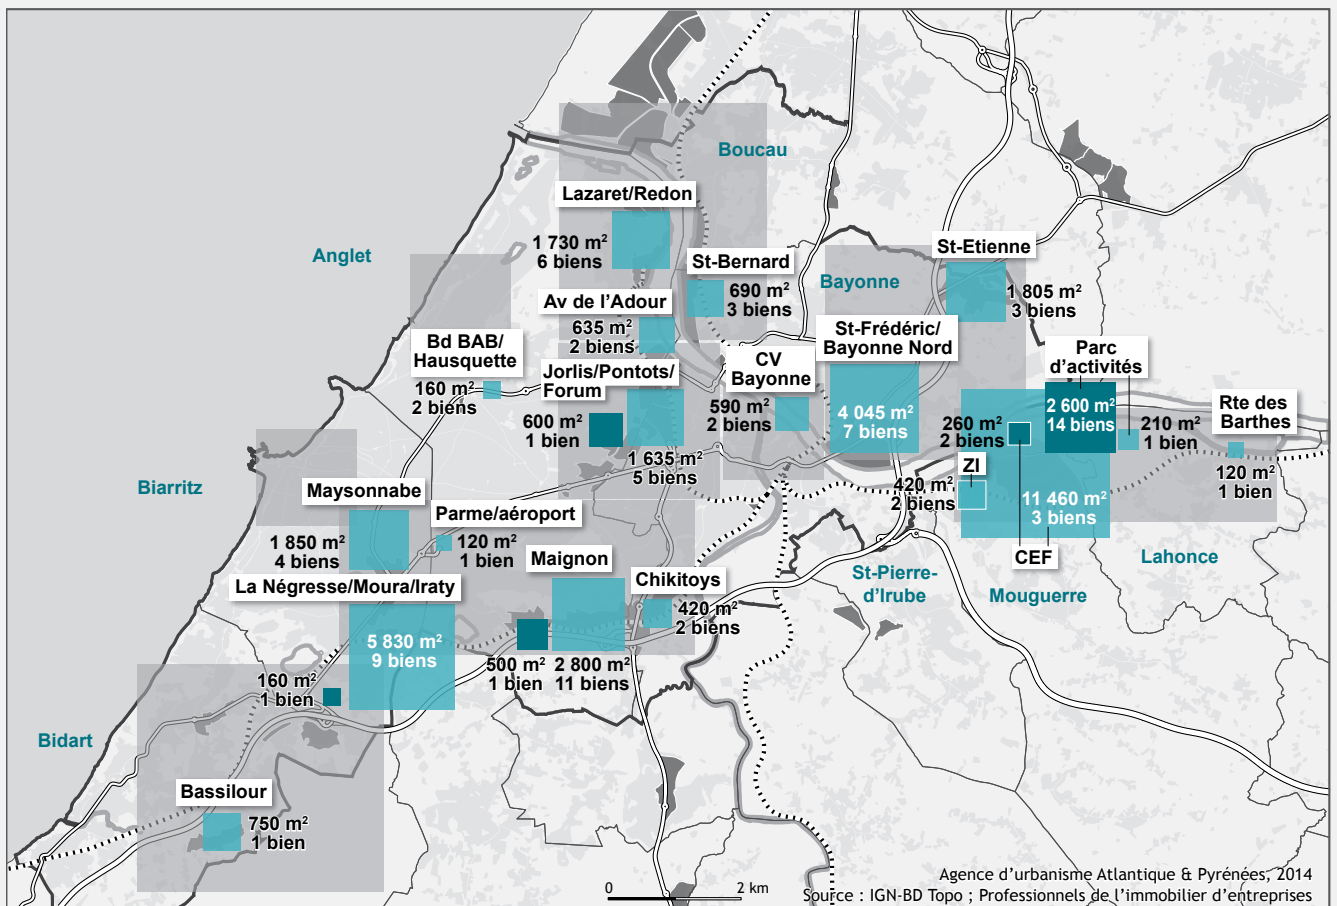 Boucau
Lazaret/Redon
1 730 m²
6 biens
Anglet
St-Bernard
690 m²
3 biens
Bayonne
St-Etienne
1 805 m²
3 biens
Av de l'Adour
635 m²
2 biens
Bd BAB/
Hausquette
160 m²
2 biens
Jorlis/Pontots/
Forum
600 m²
1 bien
1 635 m²
5 biens
CV
Bayonne
590 m²
2 biens
St-Frédéric/
Bayonne Nord
4 045 m²
7 biens
Parc
d'activités
2 600 m²
14 biens
210 m²
1 bien
260 m²
2 biens
Rte des
Barthes
120 m²
1 bien
ZI
420 m²
2 biens
11 460 m²
3 biens
CEF
Lahonce
Mouguerre
St-Pierre-
d'Irube
Biarritz
Maysonnabe
1 850 m²
4 biens
Parme/aéroport
120 m²
1 bien
Maignon
500 m²
1 bien
2 800 m²
11 biens
Chikitoys
420 m²
2 biens
La Négresse/Moura/Iraty
5 830 m²
9 biens
160 m²
1 bien
Bidart
Bassilour
750 m²
1 bien
0 2 km
Agence d'urbanisme Atlantique & Pyrénées, 2014
Source : IGN-BD Topo ; Professionnels de l'immobilier d'entreprises